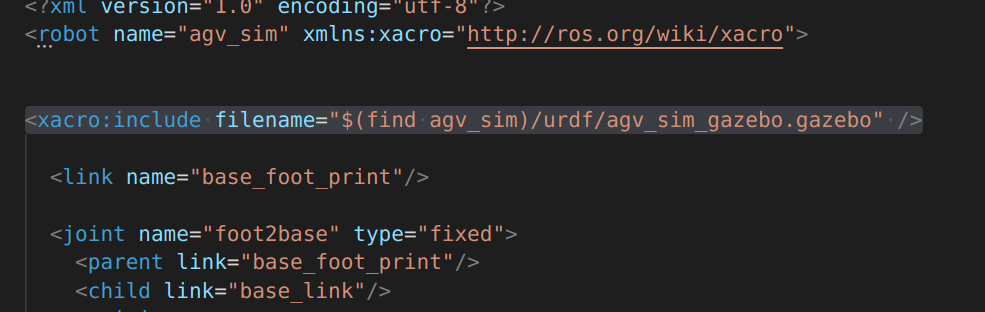 <?xml version="1.0" encoding="utf-8"?>
<robot name="agv_sim" xmlns:xacro="http://ros.org/wiki/xacro">
<xacro:include filename="$(find agv_sim)/urdf/agv_sim_gazebo.gazebo" />
<link name="base_foot_print"/>
<joint name="foot2base" type="fixed">
<parent link="base_foot_print"/>
<child link="base_link"/>